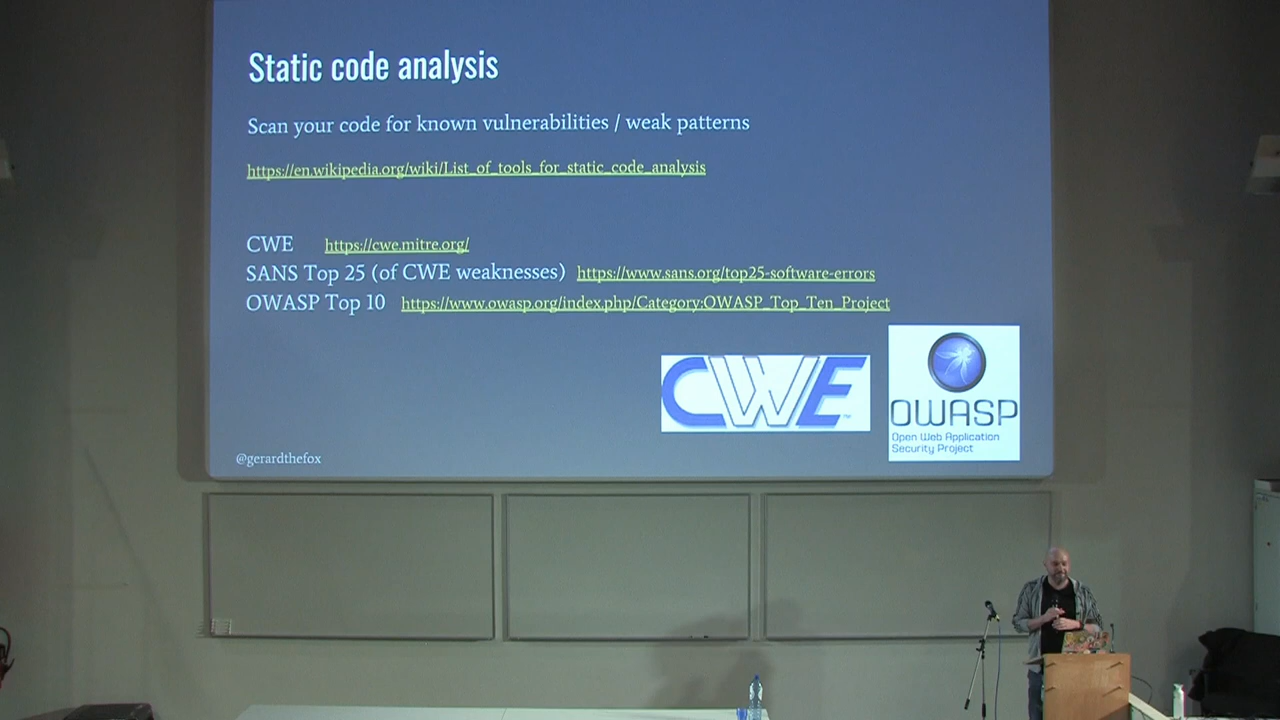 Static code analysis
Scan your code for known vulnerabilities / weak patterns
https://en.wikipedia.org/wiki/List_of_tools_for_static_code_analysis
CWE https://cwe.mitre.org/
SANS Top 25 (of CWE weaknesses) https://www.sans.org/top25-software-errors
OWASP Top 10 https://www.owasp.org/index.php/Category:OWASP_Top_Ten_Project
CWE™
OWASP
Open Web Application
Security Project
@gerardthefox